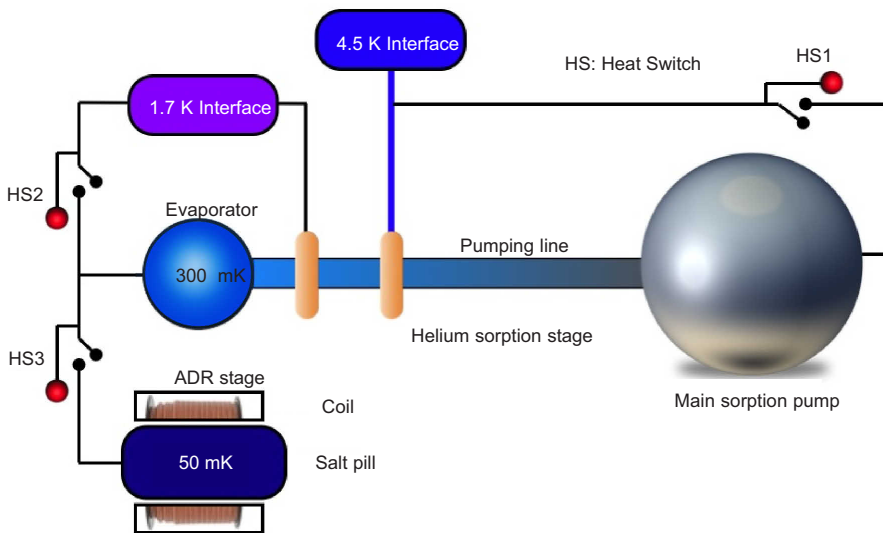 4.5 K Interface
HS: Heat Switch
HS1
1.7 K Interface
HS2
Evaporator
Pumping line
300 mK
Helium sorption stage
HS3
ADR stage
Coil
Main sorption pump
50 mK
Salt pill